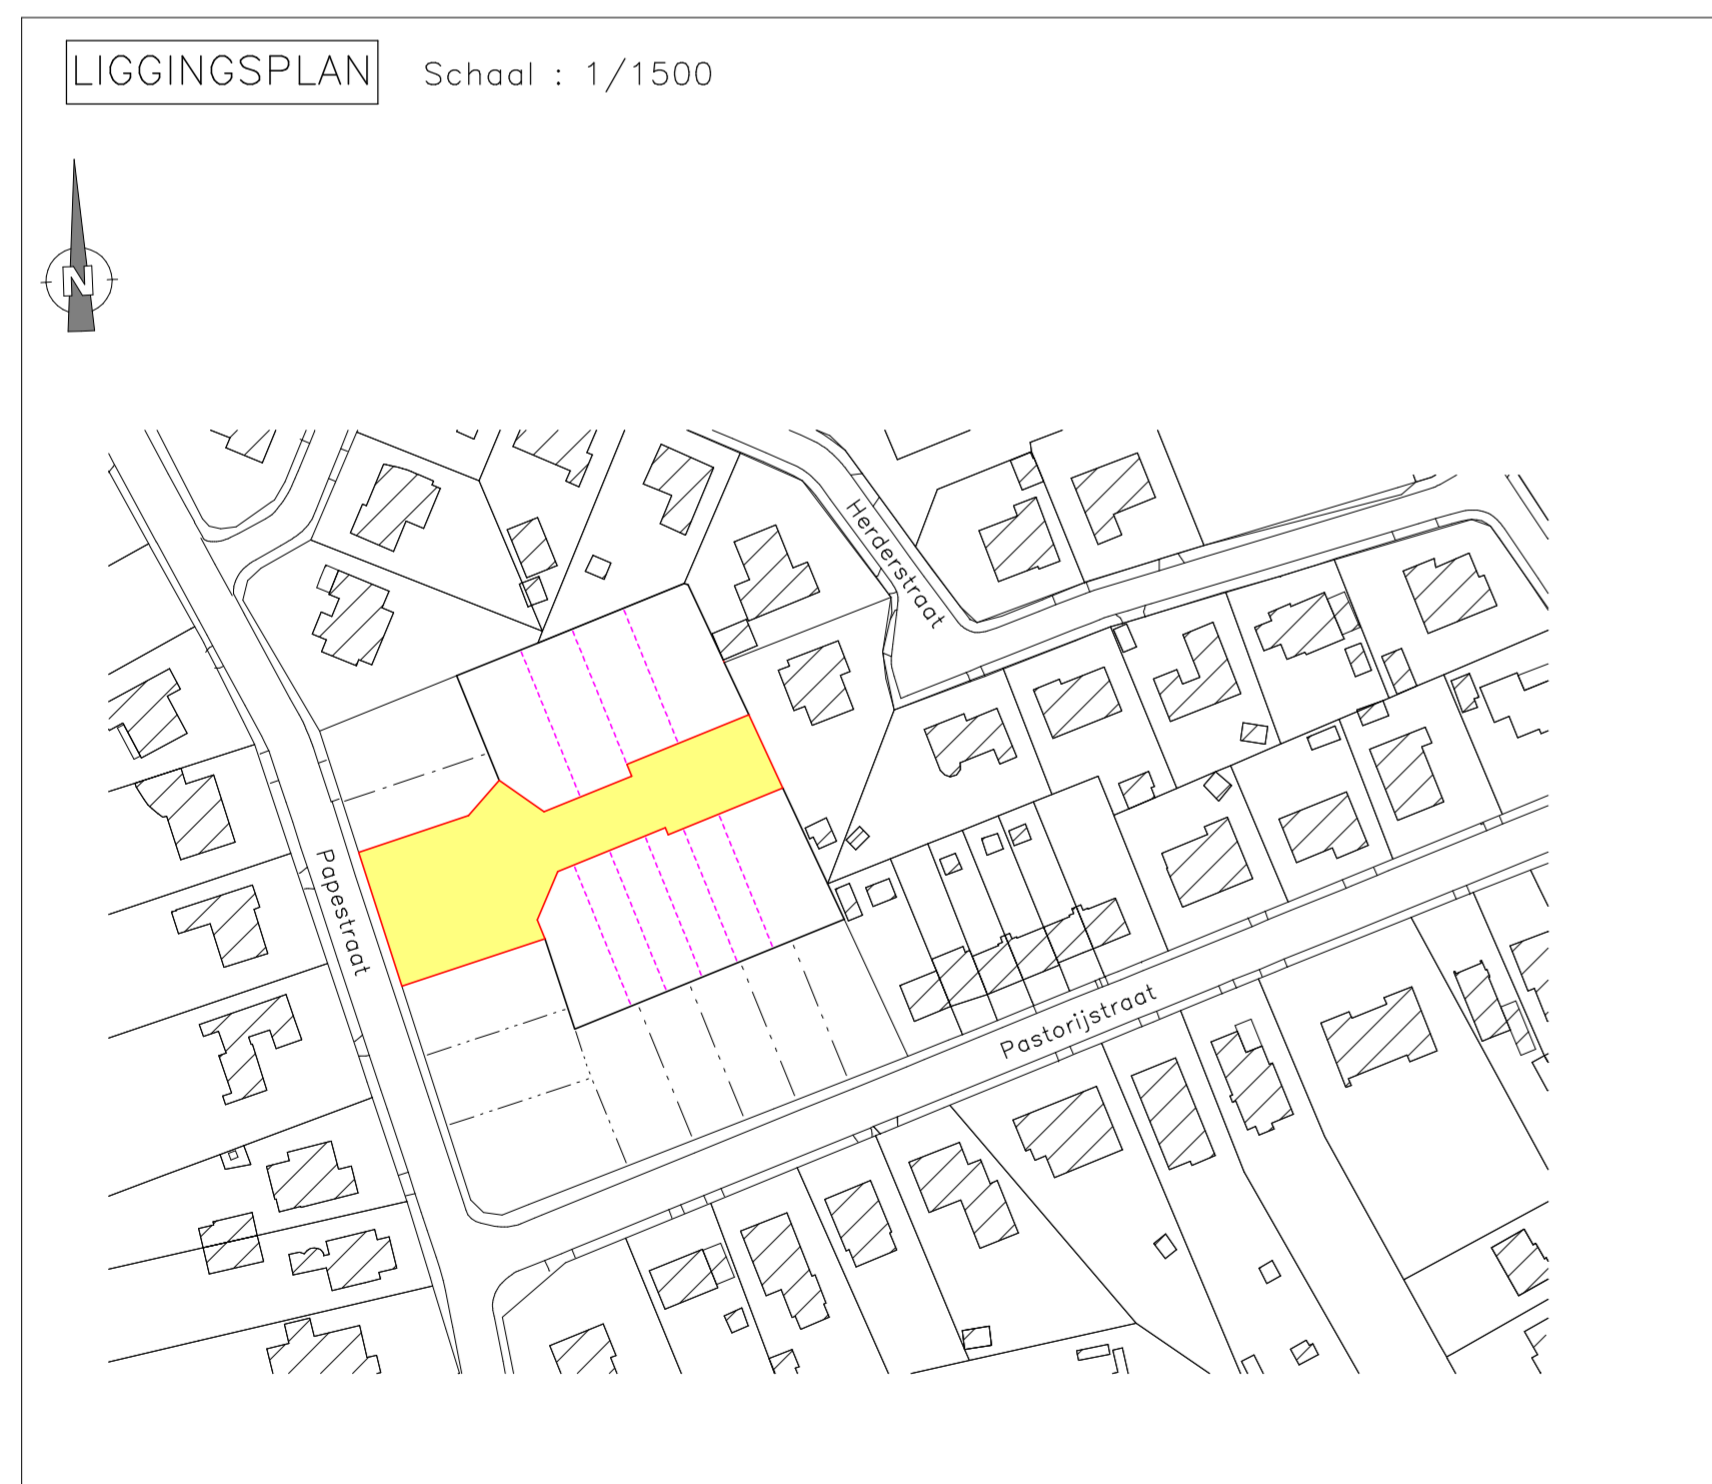 LIGGINGSPLAN Schaal : 1/1500
N
Herderstraat
Papestraat
Pastorijstraat